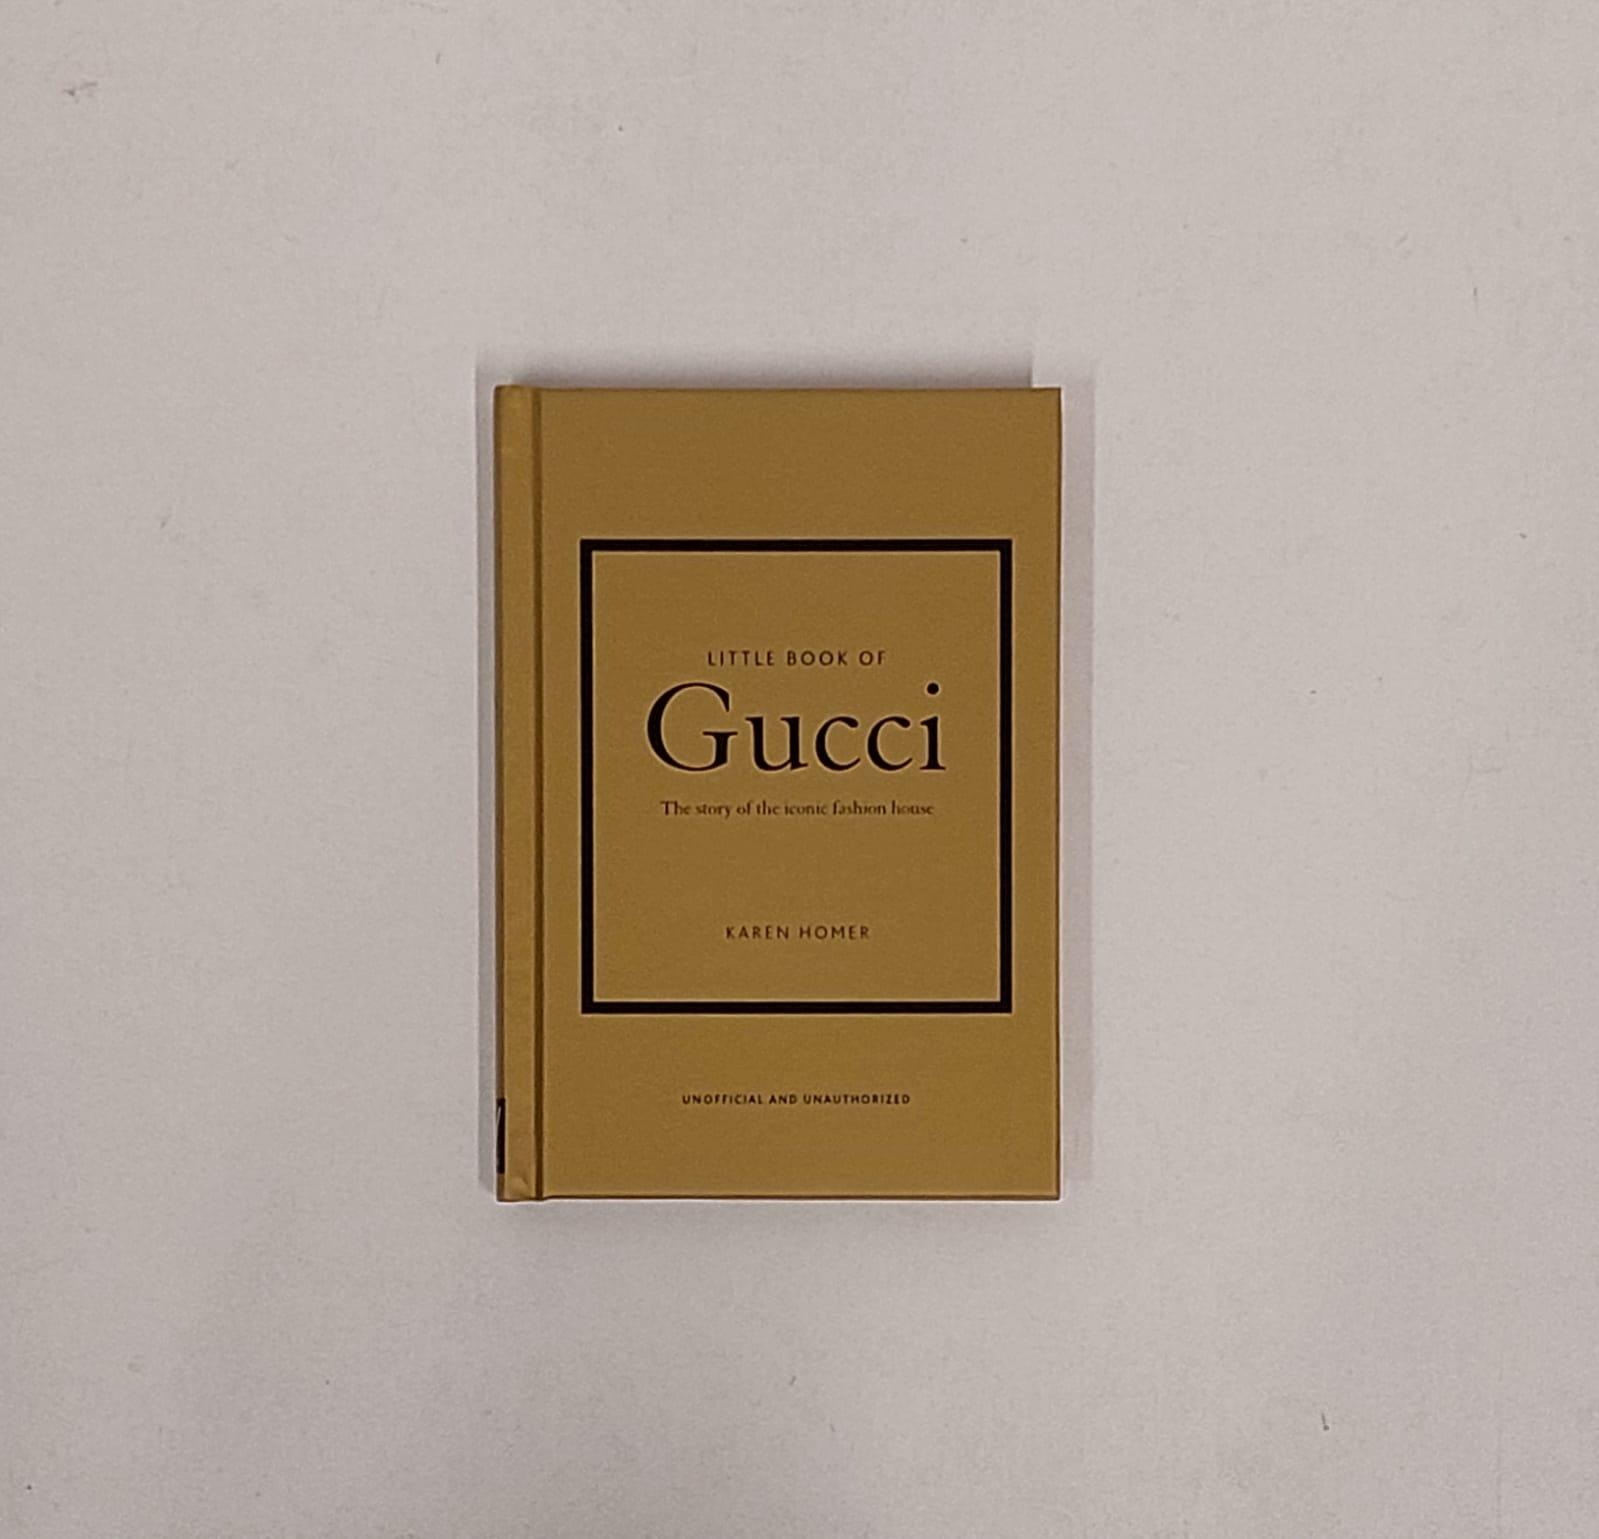 LITTLE BOOK OF
Gucci
The story of the iconic fashion house
KAREN HOMER
UNOFFICIAL AND UNAUTHORIZED